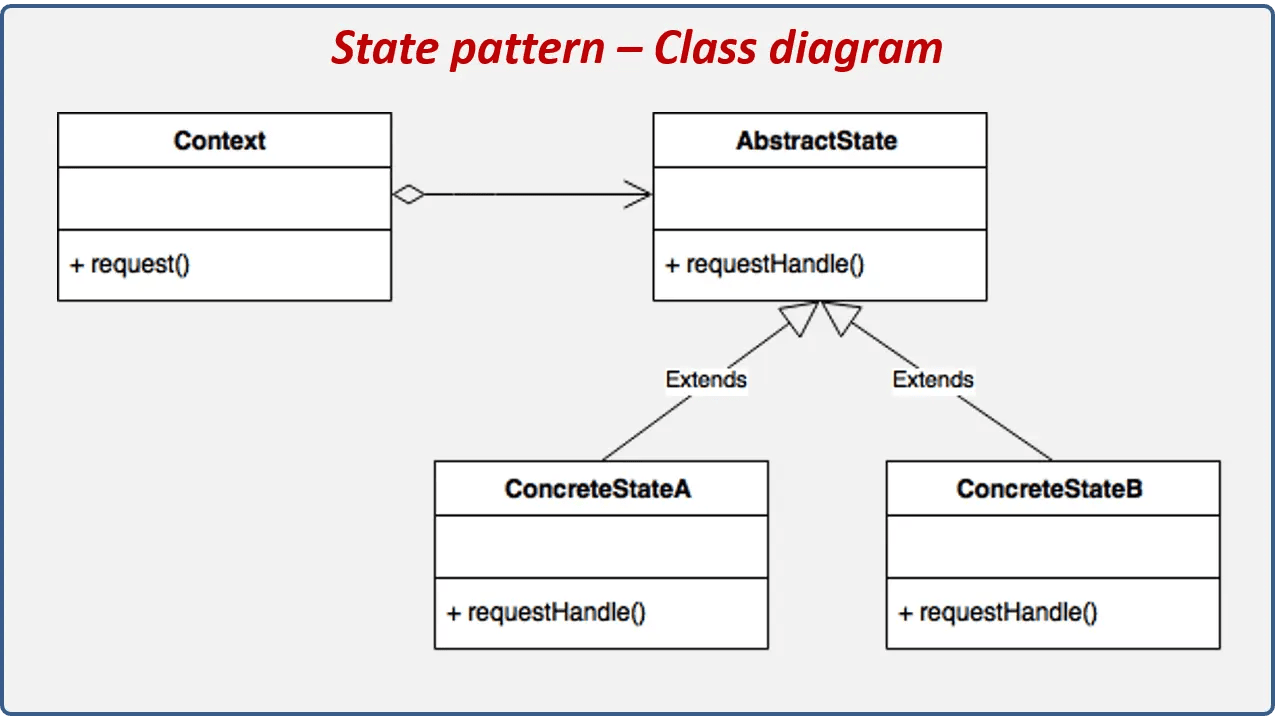 State pattern – Class diagram
Context
+ request()
AbstractState
+ requestHandle()
Extends
Extends
ConcreteStateA
+ requestHandle()
ConcreteStateB
+ requestHandle()